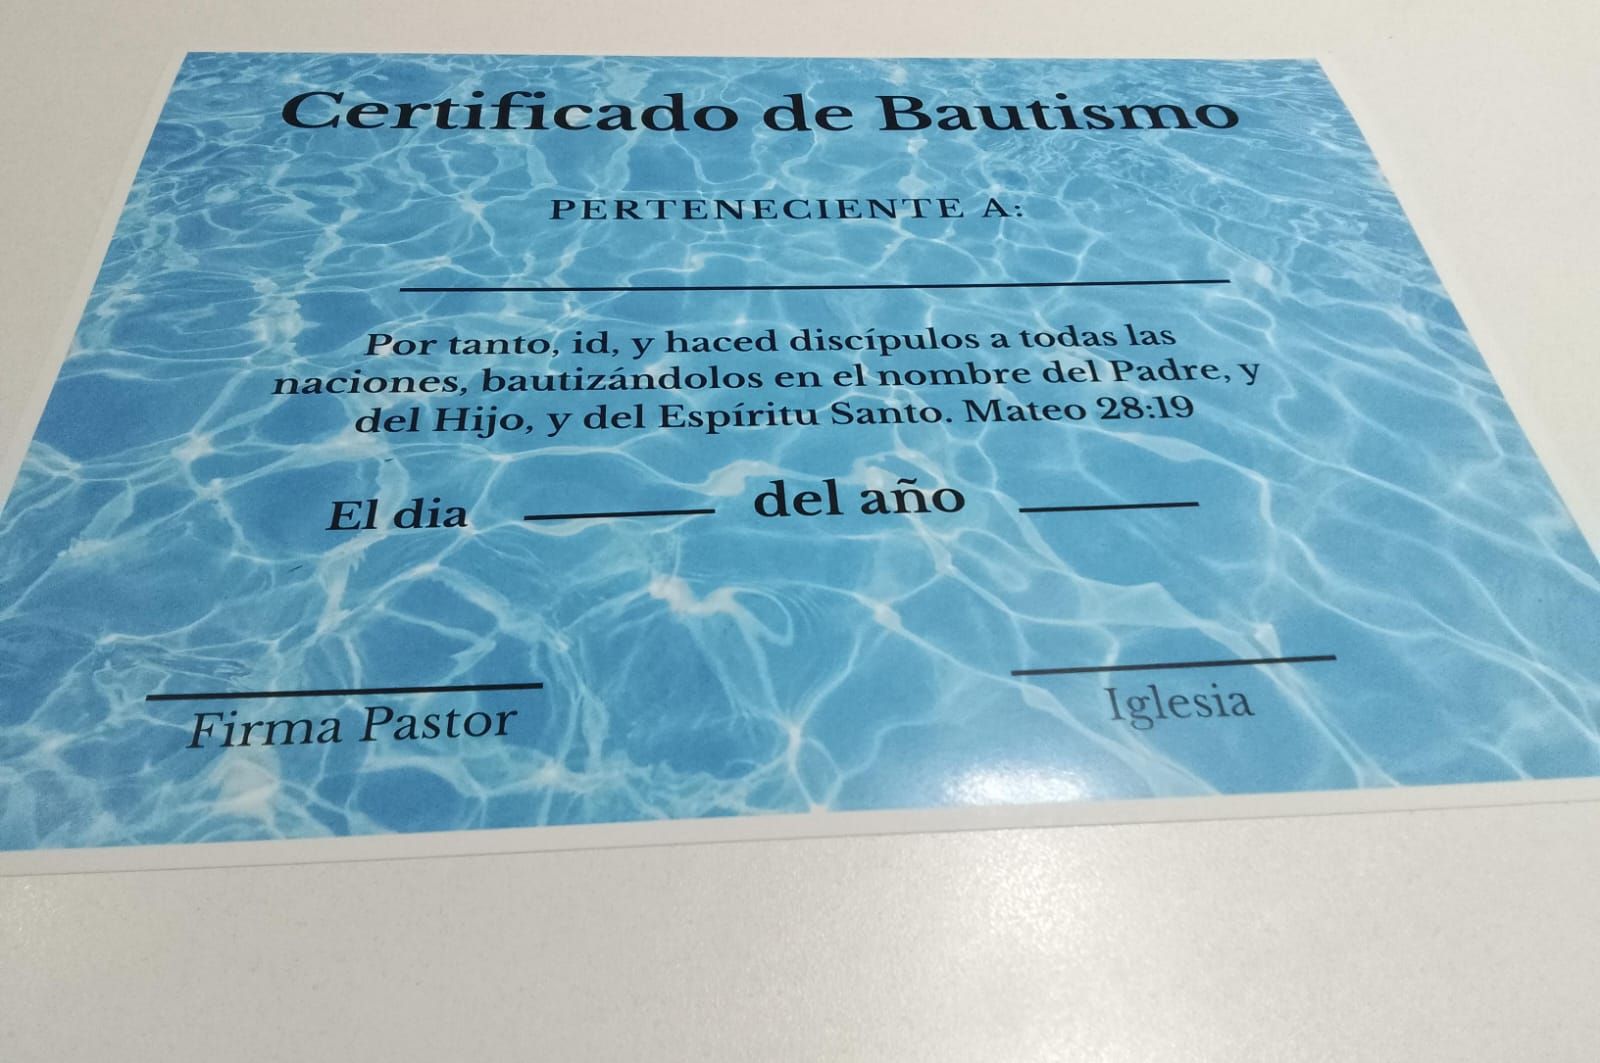 Certificado de Bautismo
PERTENECIENTE A:
Por tanto, id, y haced discípulos a todas las
naciones, bautizándolos en el nombre del Padre, y
del Hijo, y del Espíritu Santo. Mateo 28:19
El dia del año
Firma Pastor Iglesia